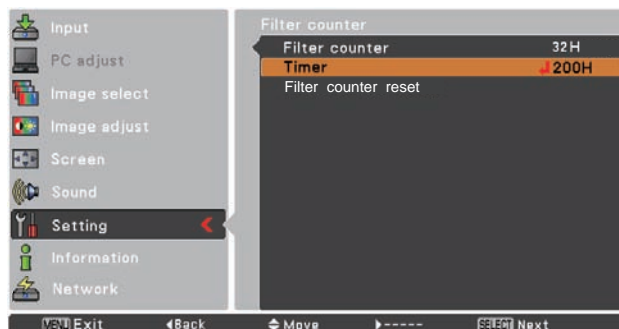 Input
PC adjust
Image select
Image adjust
Screen
Sound
Setting
Information
Network
Filter counter
Filter counter 32H
Timer 200H
Filter counter reset
MENU Exit ◀Back Move ▶----- SELECT Next